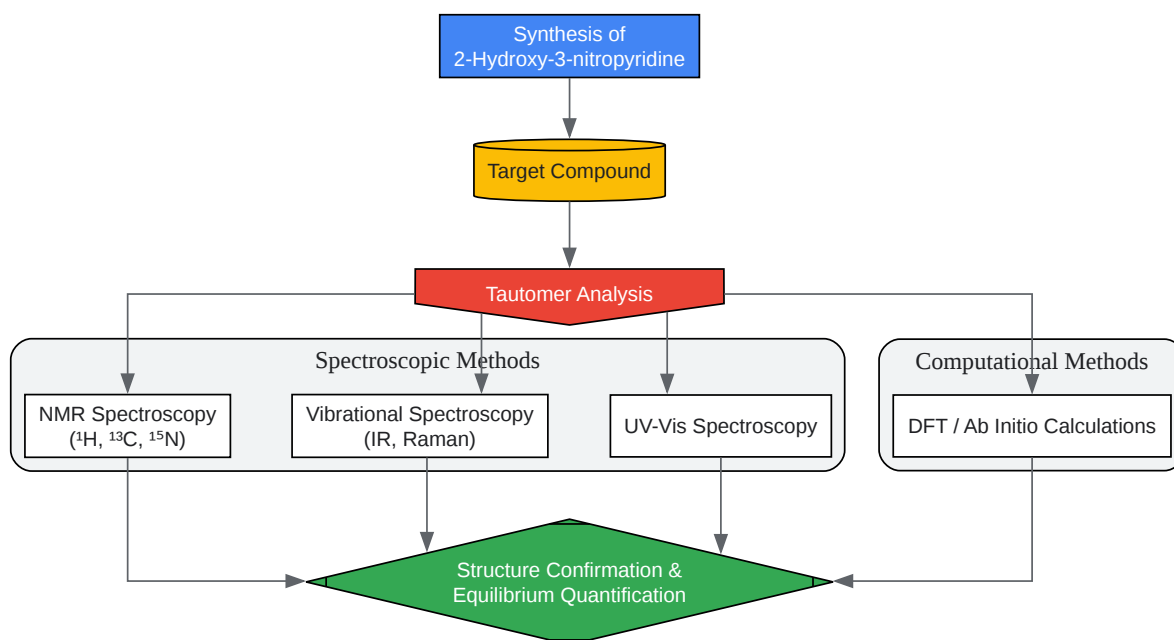 Synthesis of
2-Hydroxy-3-nitropyridine
Target Compound
Tautomer Analysis
Spectroscopic Methods
Computational Methods
NMR Spectroscopy
(¹H, ¹³C, ¹⁵N)
Vibrational Spectroscopy
(IR, Raman)
UV-Vis Spectroscopy
DFT / Ab Initio Calculations
Structure Confirmation &
Equilibrium Quantification